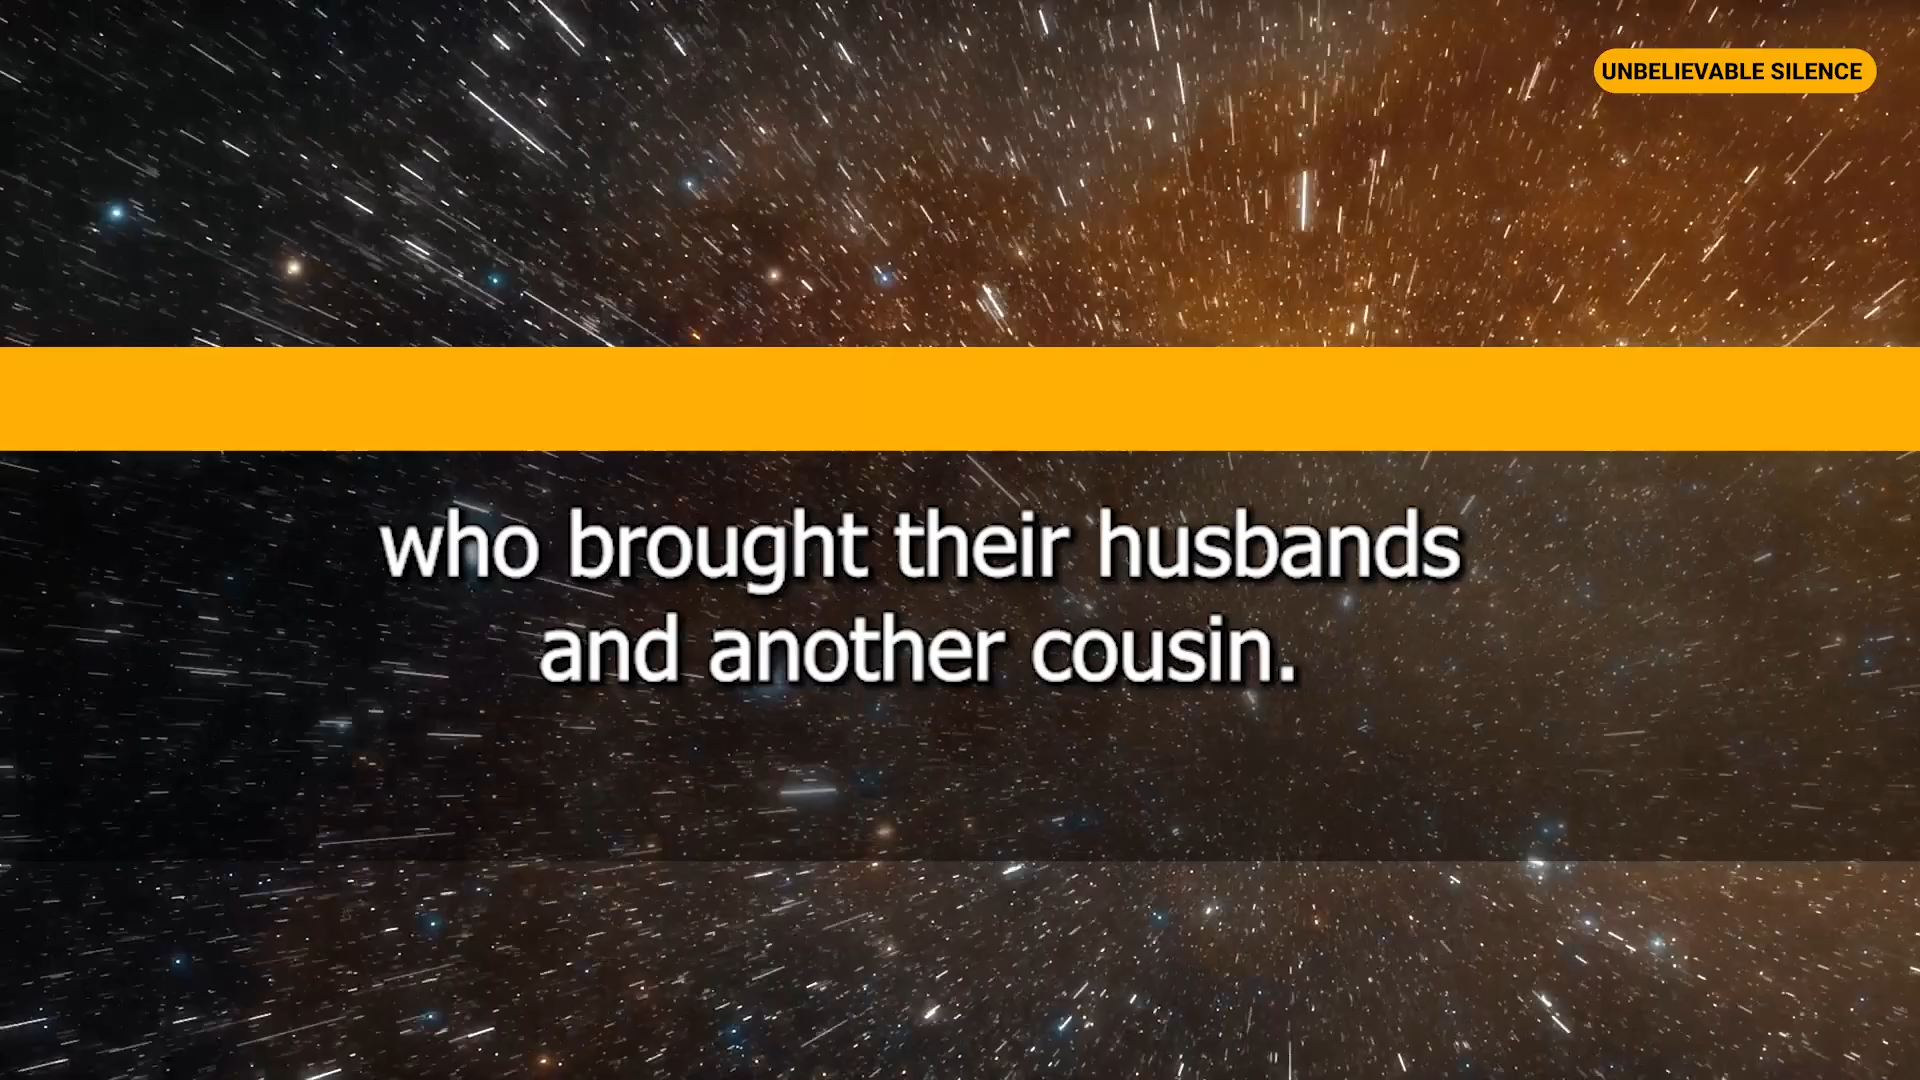 UNBELIEVABLE SILENCE
who brought their husbands
and another cousin.